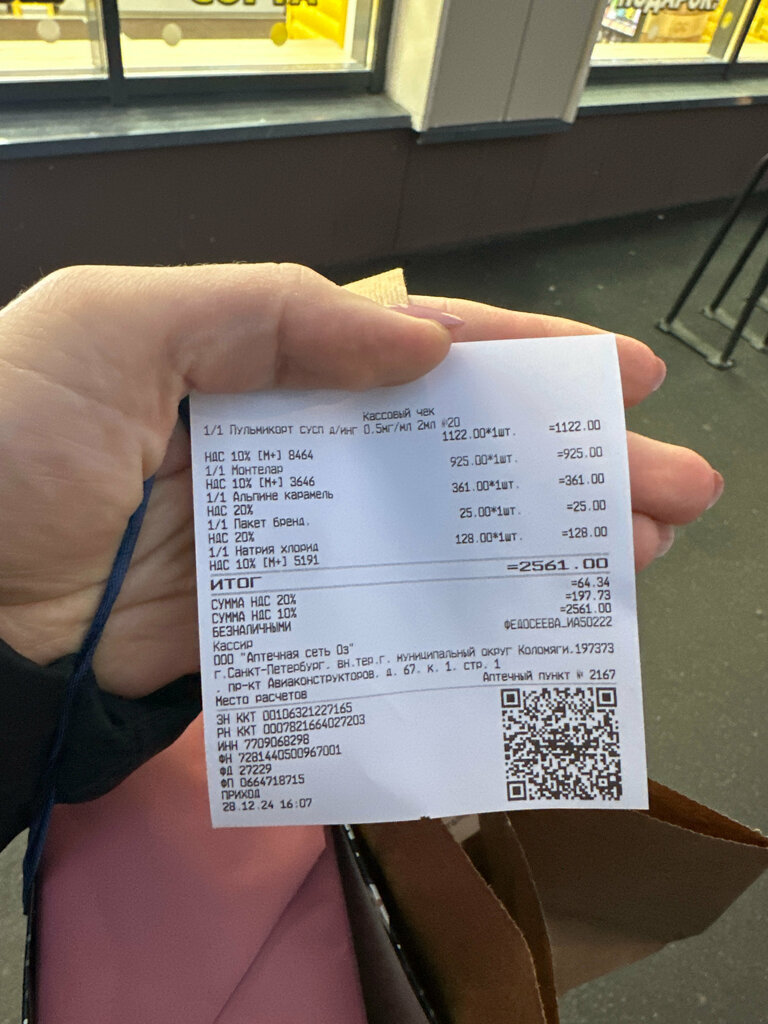 СОРТА
ПОДАРОК
Кассовый чек
1/1 Пульмикорт сусп д/инг 0.5мг/мл 2мл #20
1122.00*1шт. =1122.00
НДС 10% [М+] 8464
1/1 Монтелар 925.00*1шт. =925.00
НДС 10% [М+] 3646
1/1 Альпине карамель 361.00*1шт. =361.00
НДС 20%
1/1 Пакет бренд. 25.00*1шт. =25.00
НДС 20%
1/1 Натрия хлорид 128.00*1шт. =128.00
НДС 10% [М+] 5191
ИТОГ =2561.00
СУММА НДС 20% =64.34
СУММА НДС 10% =197.73
БЕЗНАЛИЧНЫМИ =2561.00
Кассир ФЕДОСЕЕВА_ИА50222
ООО "Аптечная сеть Оз"
г.Санкт-Петербург. вн.тер.г. муниципальный округ Коломяги.197373
. пр-кт Авиаконструкторов. д. 67. к. 1. стр. 1
Место расчетов Аптечный пункт № 2167
ЗН ККТ 00106321227165
РН ККТ 0007821664027203
ИНН 7709068298
ФН 7281440500967001
ФД 27229
ФП 0664718715
ПРИХОД
28.12.24 16:07